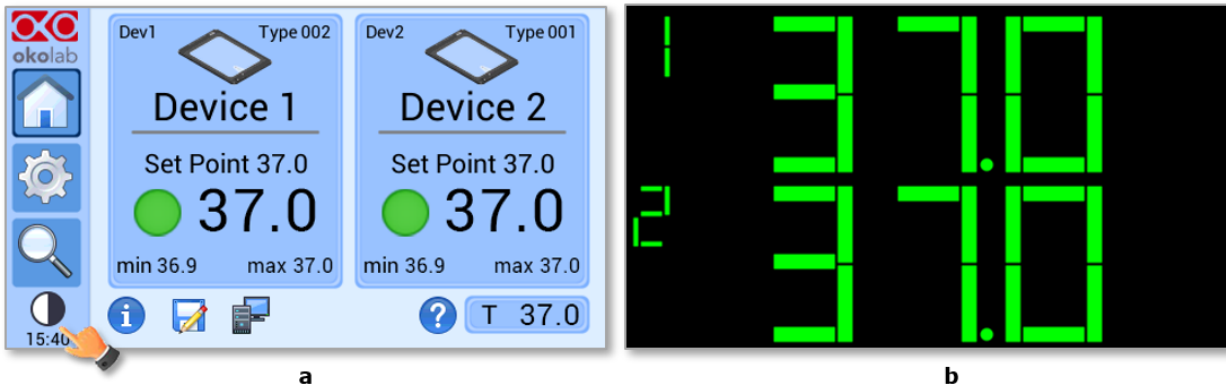 okolab
Dev1 Type 002
Device 1
Set Point 37.0
37.0
min 36.9 max 37.0
Dev2 Type 001
Device 2
Set Point 37.0
37.0
min 36.9 max 37.0
15:40
i
?
T 37.0
1 37.0
2 37.0
a
b